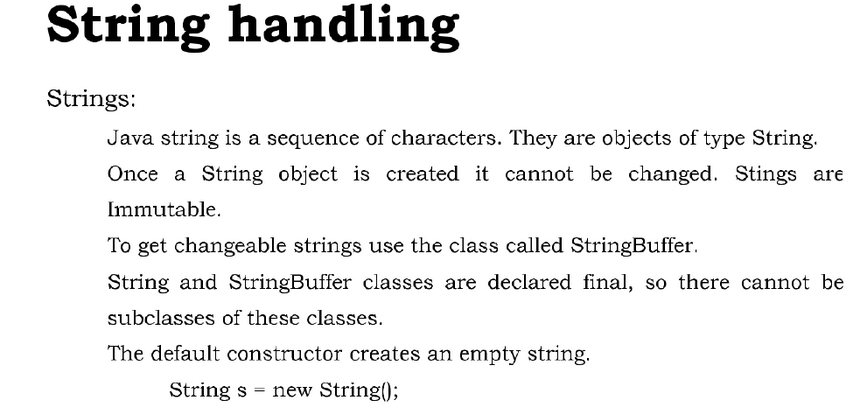 String handling
Strings:
Java string is a sequence of characters. They are objects of type String.
Once a String object is created it cannot be changed. Stings are
Immutable.
To get changeable strings use the class called StringBuffer.
String and StringBuffer classes are declared final, so there cannot be
subclasses of these classes.
The default constructor creates an empty string.
String s = new String();